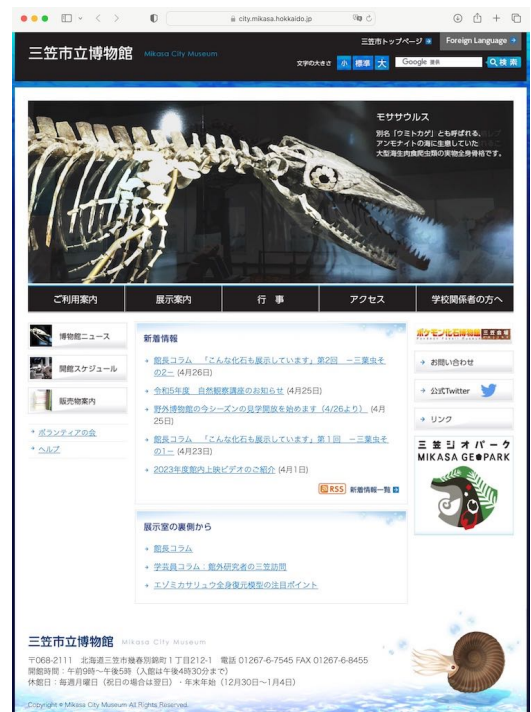 city.mikasa.hokkaido.jp
三笠市立博物館 Mikasa City Museum
三笠市トップページ
Foreign Language
文字の大きさ 小 標準 大
Google 検索
検索
モササウルス
別名「ウミトカゲ」とも呼ばれる、
アンモナイトの海に生息していた
大型海生肉食爬虫類の実物全身骨格です。
ご利用案内 展示案内 行 事 アクセス 学校関係者の方へ
博物館ニュース
開館スケジュール
販売物案内
ボランティアの会
ヘルプ
新着情報
館長コラム 「こんな化石も展示しています」第2回 －三葉虫そ
の2－ (4月26日)
令和5年度 自然観察講座のお知らせ (4月25日)
野外博物館の今シーズンの見学開放を始めます（4/26より） (4月
25日)
館長コラム 「こんな化石も展示しています」第１回 －三葉虫そ
の1－ (4月23日)
2023年度館内上映ビデオのご紹介 (4月1日)
RSS 新着情報一覧
展示室の裏側から
館長コラム
学芸員コラム：館外研究者の三笠訪問
エゾミカサリュウ全身復元模型の注目ポイント
ポケモン化石博物館 三笠会場
お問い合わせ
公式Twitter
リンク
三笠ジオパーク
MIKASA GEOPARK
三笠市立博物館 Mikasa City Museum
〒068-2111 北海道三笠市幾春別錦町１丁目212-1 電話 01267-6-7545 FAX 01267-6-8455
開館時間：午前9時～午後5時（入館は午後4時30分まで）
休館日：毎週月曜日（祝日の場合は翌日）・年末年始（12月30日～1月4日）
Copyright © Mikasa City Museum All Rights Reserved.